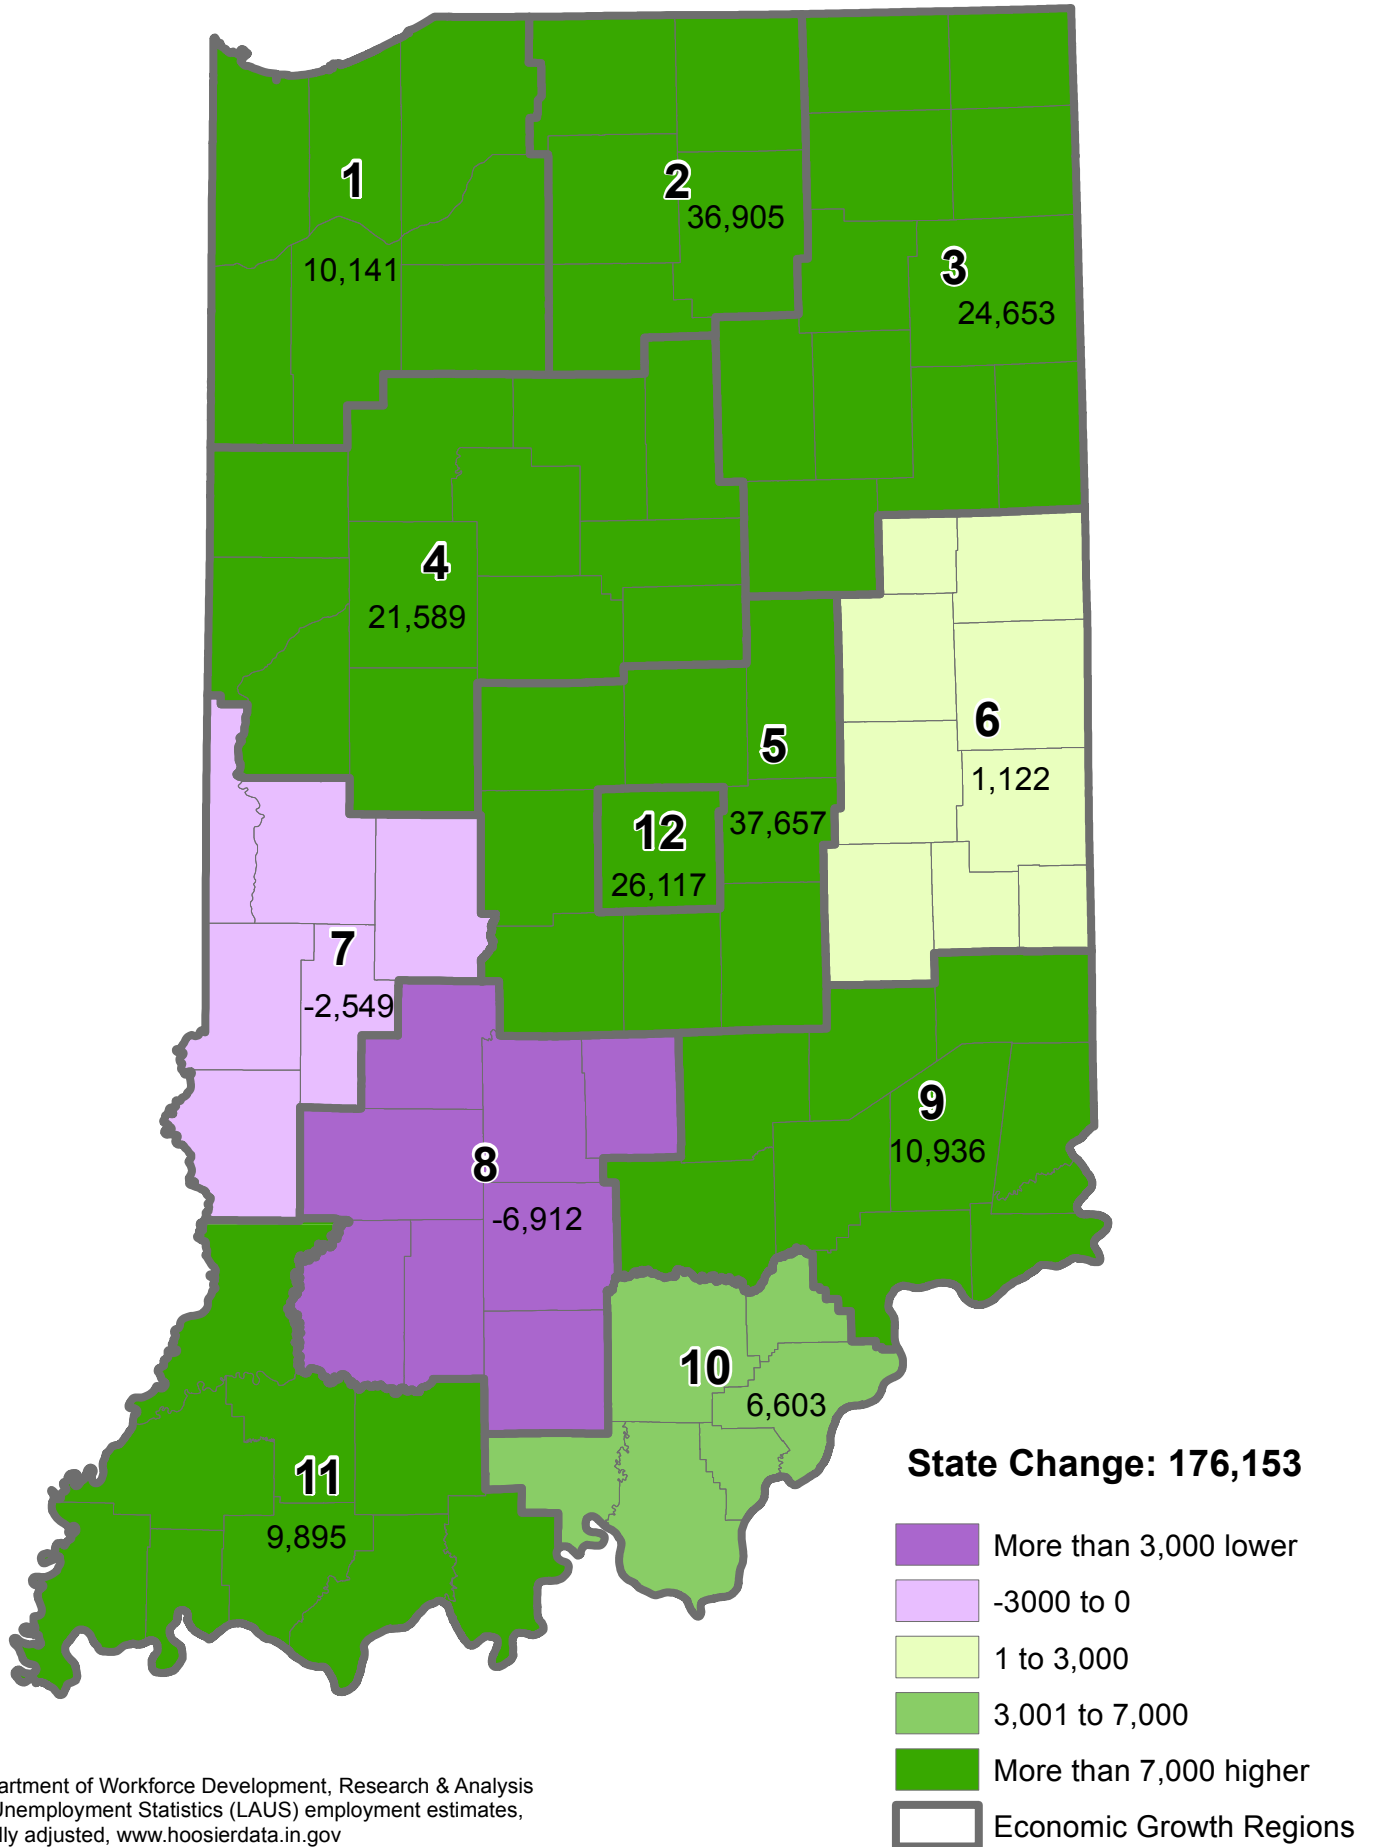 1
10,141
2
36,905
3
24,653
4
21,589
5
37,657
12
26,117
6
1,122
7
-2,549
8
-6,912
9
10,936
10
6,603
11
9,895
State Change: 176,153
More than 3,000 lower
-3000 to 0
1 to 3,000
3,001 to 7,000
More than 7,000 higher
Economic Growth Regions
artment of Workforce Development, Research & Analysis
Unemployment Statistics (LAUS) employment estimates,
lly adjusted, www.hoosierdata.in.gov